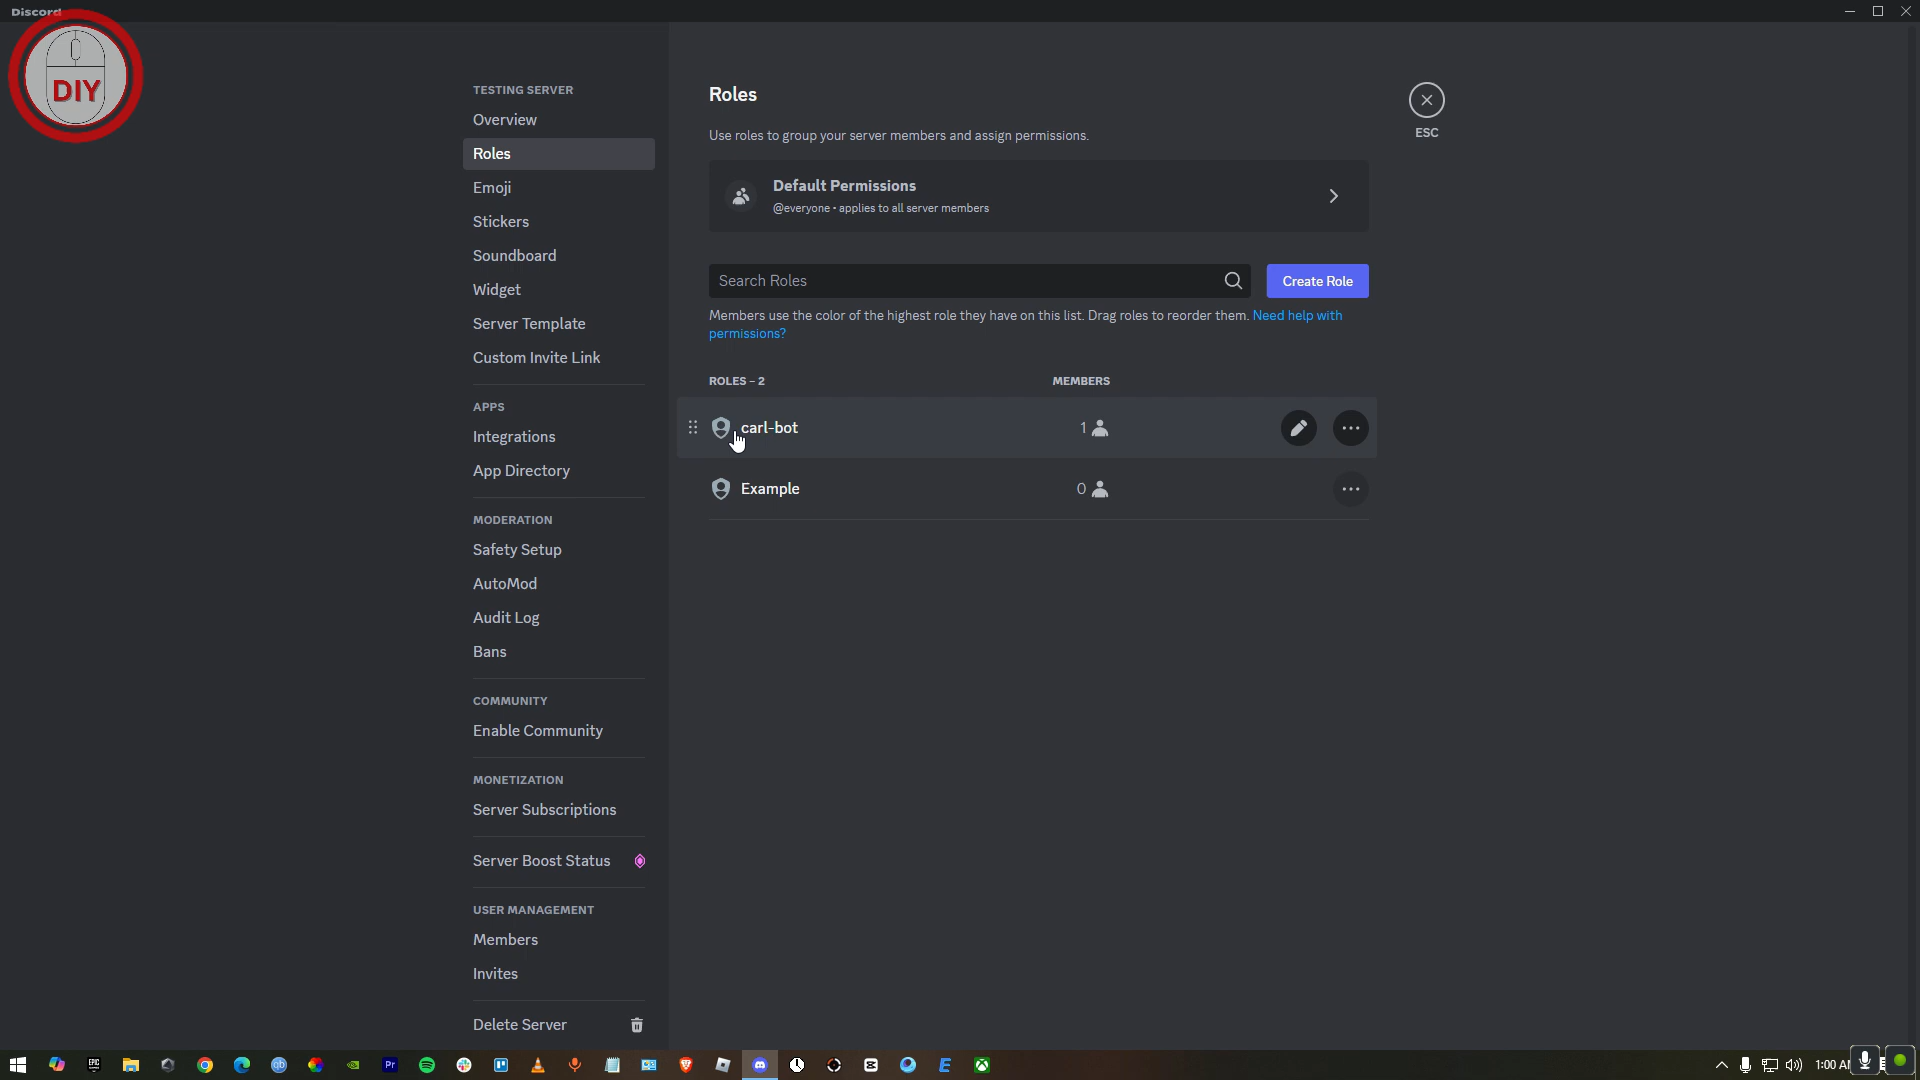 Discord
DIY
TESTING SERVER
Overview
Roles
Emoji
Stickers
Soundboard
Widget
Server Template
Custom Invite Link
APPS
Integrations
App Directory
MODERATION
Safety Setup
AutoMod
Audit Log
Bans
COMMUNITY
Enable Community
MONETIZATION
Server Subscriptions
Server Boost Status
USER MANAGEMENT
Members
Invites
Delete Server
Roles
ESC
Use roles to group your server members and assign permissions.
Default Permissions
@everyone • applies to all server members
Search Roles
Create Role
Members use the color of the highest role they have on this list. Drag roles to reorder them. Need help with
permissions?
ROLES – 2 MEMBERS
carl-bot 1
Example 0
EPIC
qb
Pr
E
1:00